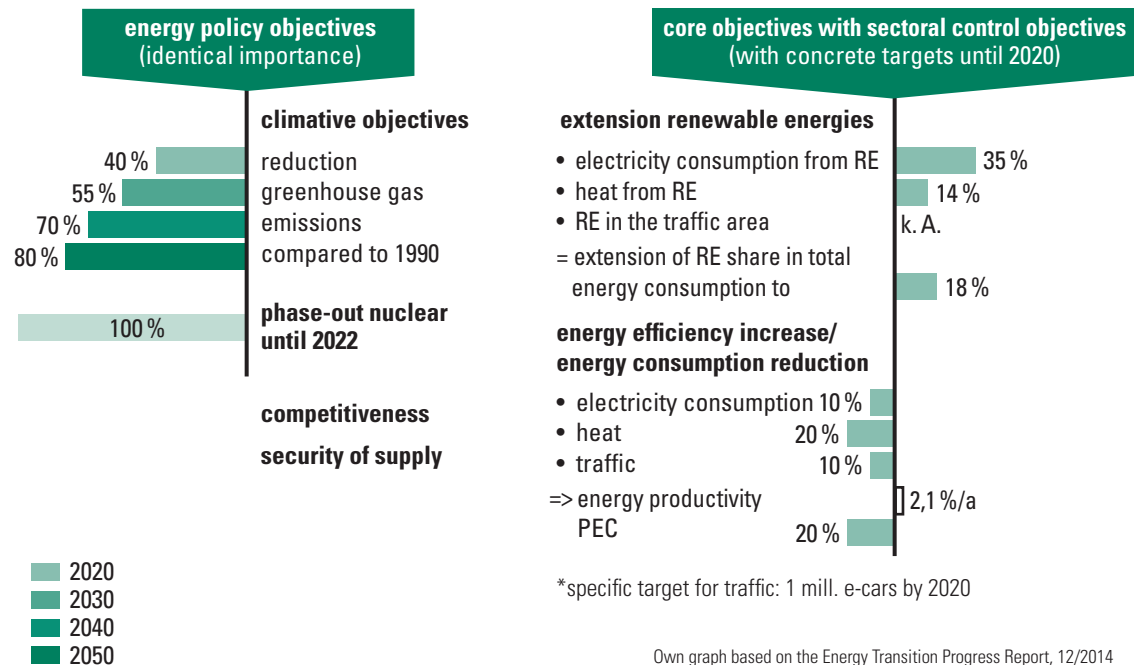 energy policy objectives
(identical importance)
climative objectives
40 % reduction
55 % greenhouse gas
70 % emissions
80 % compared to 1990
100 %
phase-out nuclear
until 2022
competitiveness
security of supply
2020
2030
2040
2050
core objectives with sectoral control objectives
(with concrete targets until 2020)
extension renewable energies
• electricity consumption from RE 35 %
• heat from RE 14 %
• RE in the traffic area k. A.
= extension of RE share in total
energy consumption to 18 %
energy efficiency increase/
energy consumption reduction
• electricity consumption 10 %
• heat 20 %
• traffic 10 %
=> energy productivity 2,1 %/a
PEC 20 %
*specific target for traffic: 1 mill. e-cars by 2020
Own graph based on the Energy Transition Progress Report, 12/2014